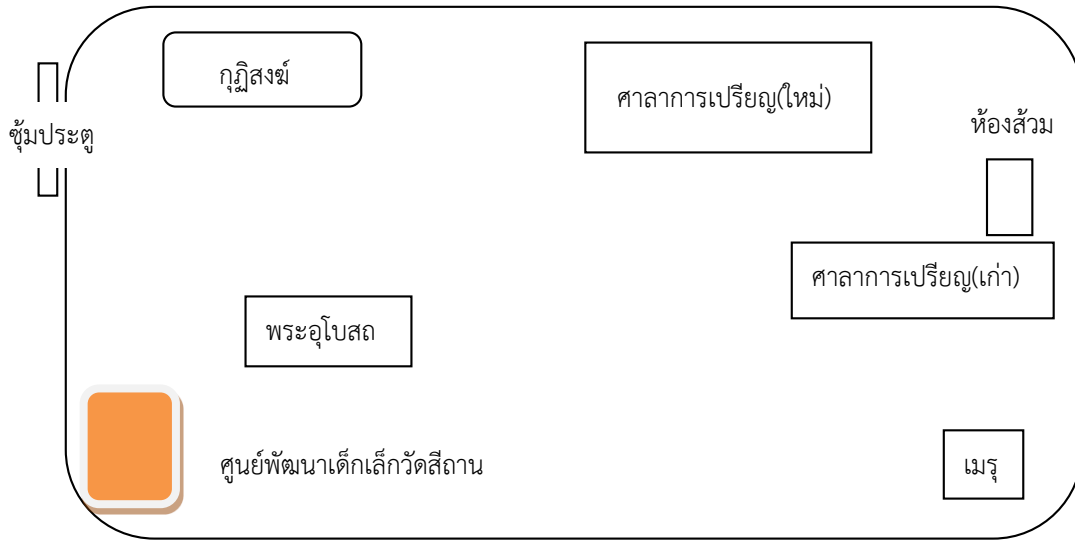 กุฏิสงฆ์
ศาลาการเปรียญ(ใหม่)
ซุ้มประตู
ห้องส้วม
ศาลาการเปรียญ(เก่า)
พระอุโบสถ
ศูนย์พัฒนาเด็กเล็กวัดสีถาน
เมรุ